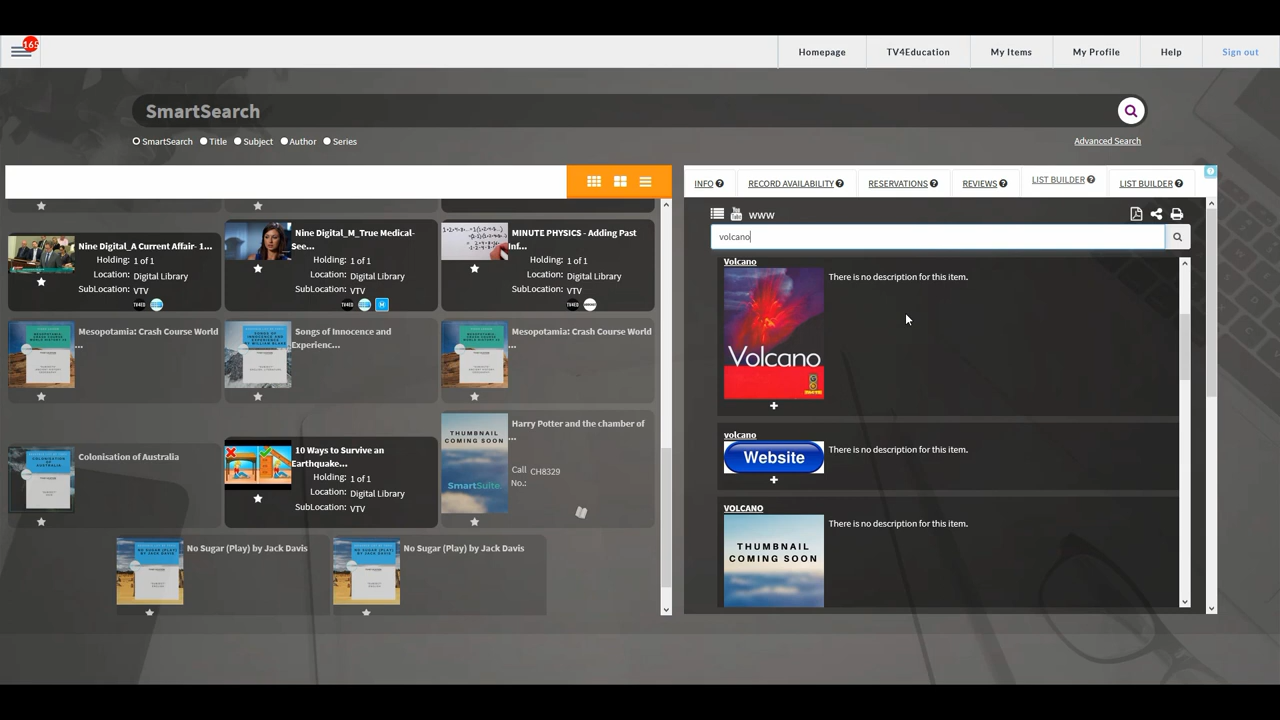 165
Homepage
TV4Education
My Items
My Profile
Help
Sign out
SmartSearch
SmartSearch Title Subject Author Series
Advanced Search
Nine Digital_A Current Affair- 1...
Holding: 1 of 1
Location: Digital Library
SubLocation: VTV
Nine Digital_M_True Medical-
See...
Holding: 1 of 1
Location: Digital Library
SubLocation: VTV
MINUTE PHYSICS - Adding Past
Inf...
Holding: 1 of 1
Location: Digital Library
SubLocation: VTV
Mesopotamia: Crash Course World
...
Songs of Innocence and
Experienc...
Mesopotamia: Crash Course World
...
Colonisation of Australia
10 Ways to Survive an
Earthquake...
Holding: 1 of 1
Location: Digital Library
SubLocation: VTV
THUMBNAIL
COMING SOON
SmartSuite
Harry Potter and the chamber of
...
Call No.: CH8329
No Sugar (Play) by Jack Davis
No Sugar (Play) by Jack Davis
INFO
RECORD AVAILABILITY
RESERVATIONS
REVIEWS
LIST BUILDER
LIST BUILDER
WWW
volcano
Volcano
There is no description for this item.
Volcano
volcano
There is no description for this item.
Website
VOLCANO
There is no description for this item.
THUMBNAIL
COMING SOON